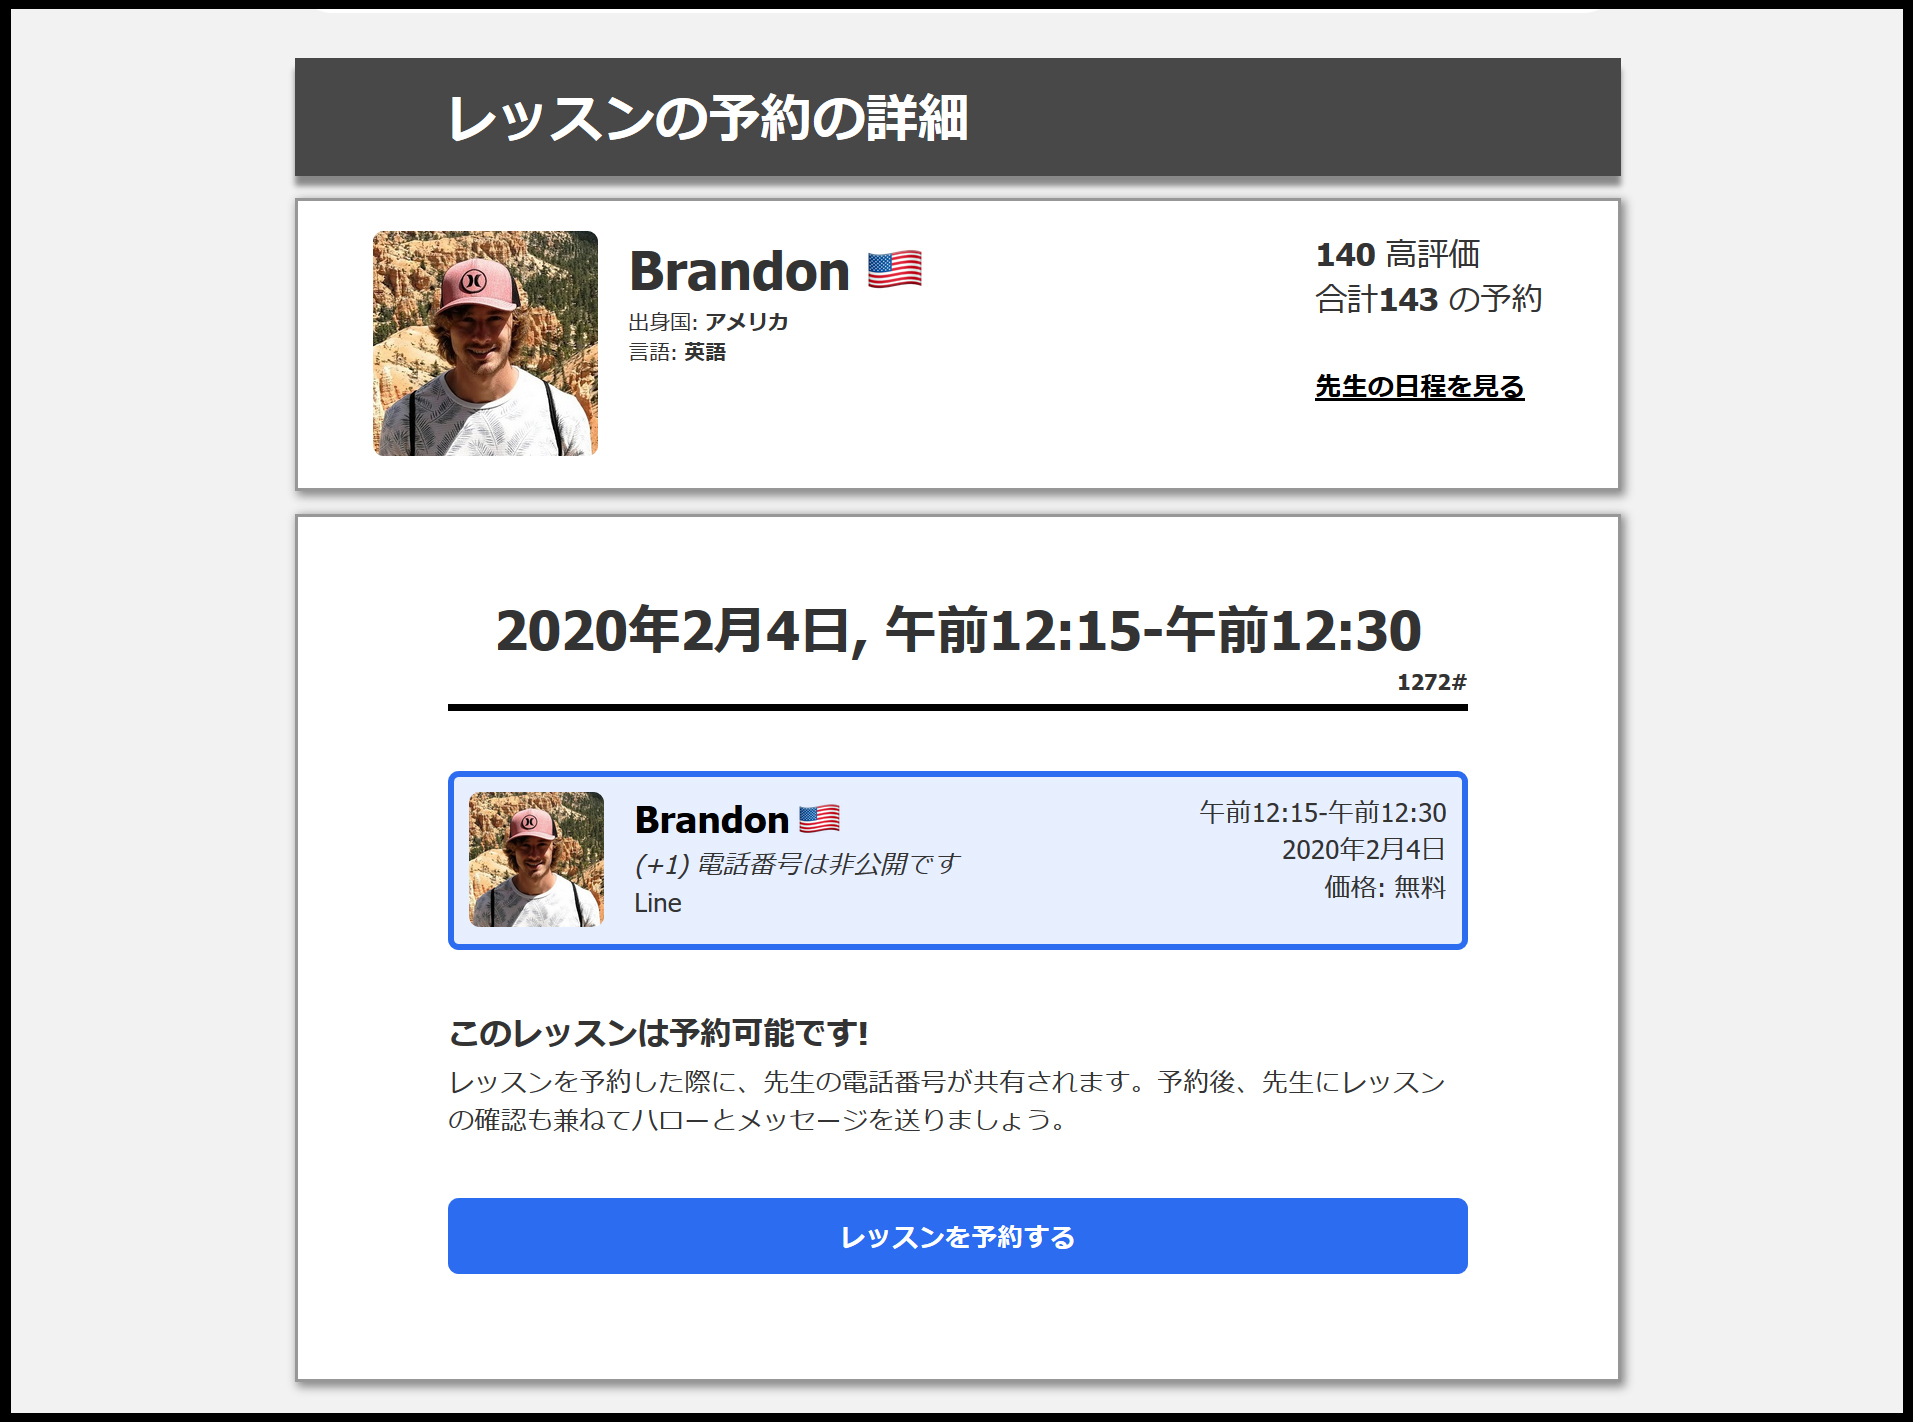 レッスンの予約の詳細
Brandon
出身国: アメリカ
言語: 英語
140 高評価
合計143 の予約
先生の日程を見る
2020年2月4日, 午前12:15-午前12:30
1272#
Brandon
(+1) 電話番号は非公開です
Line
午前12:15-午前12:30
2020年2月4日
価格: 無料
このレッスンは予約可能です!
レッスンを予約した際に、先生の電話番号が共有されます。予約後、先生にレッスン
の確認も兼ねてハローとメッセージを送りましょう。
レッスンを予約する